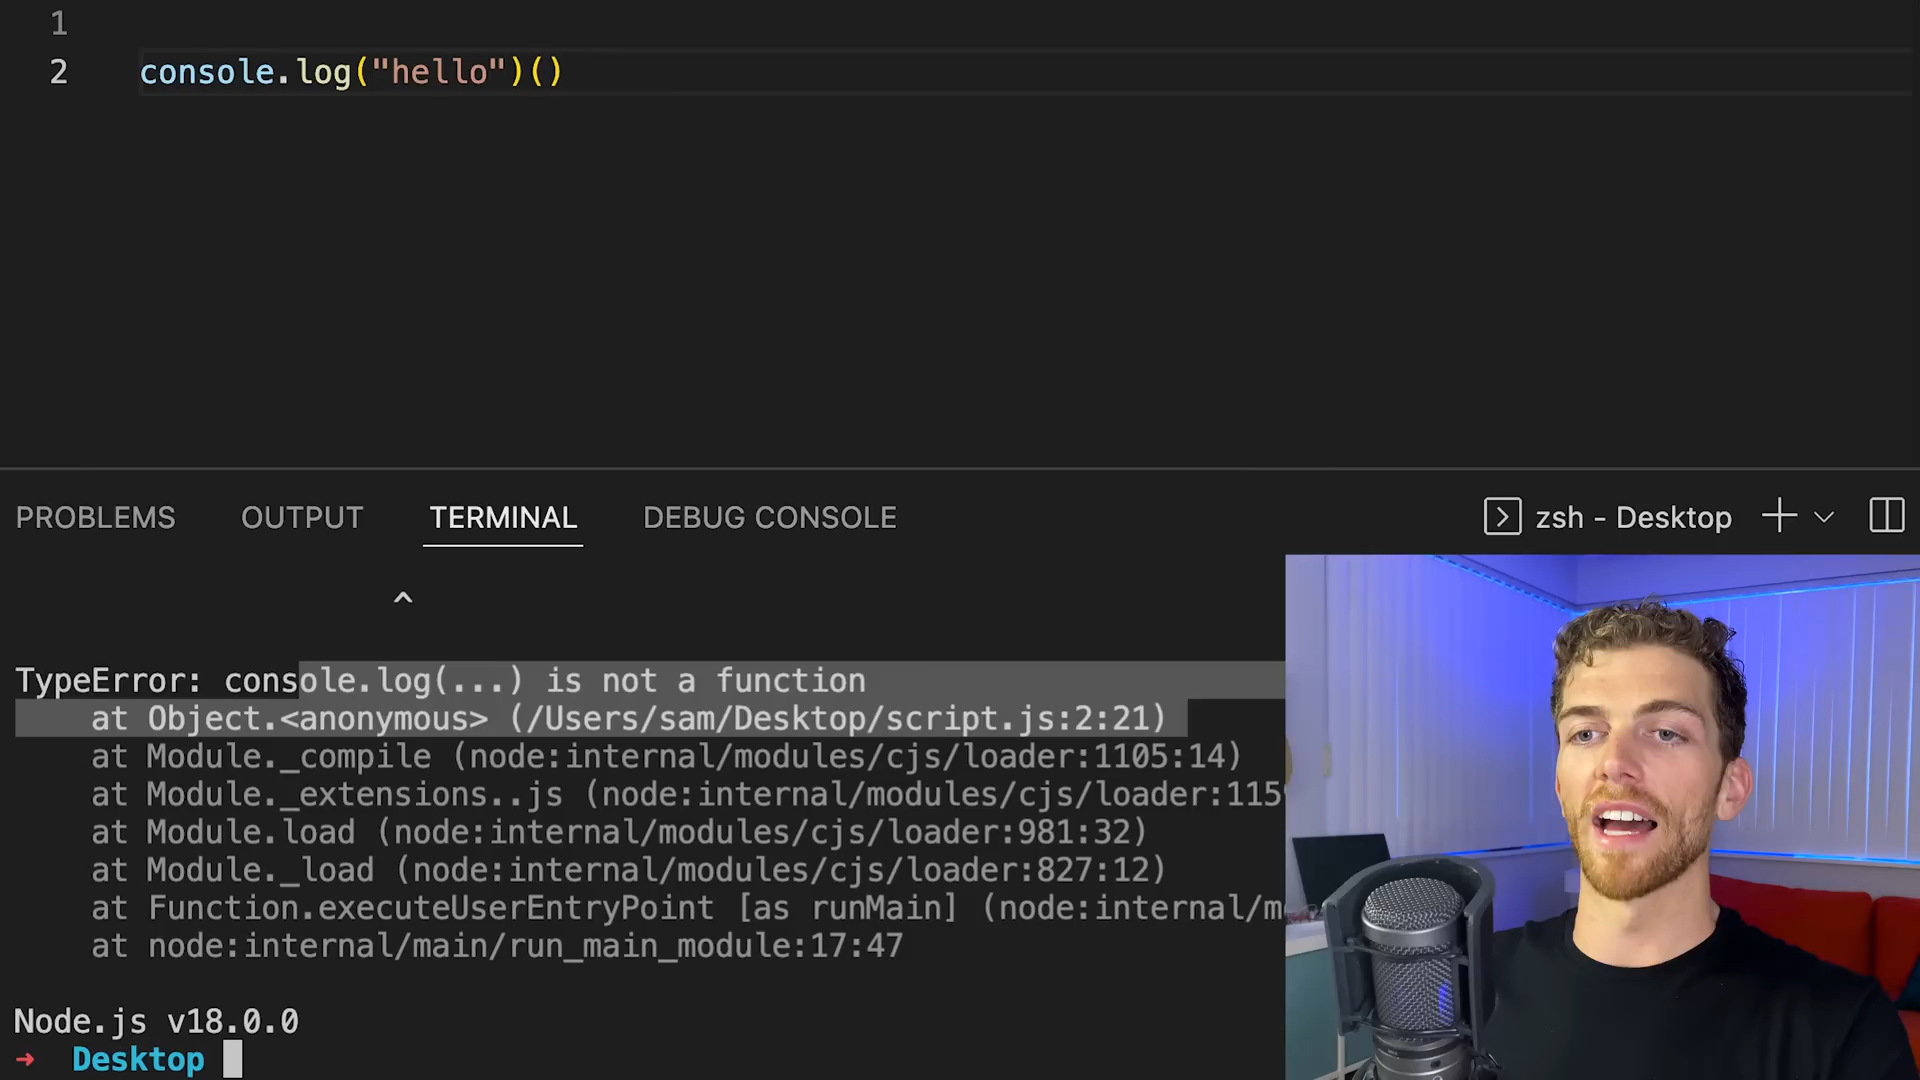 1
2 console.log("hello")()
PROBLEMS OUTPUT TERMINAL DEBUG CONSOLE zsh - Desktop
^
TypeError: console.log(...) is not a function
at Object.<anonymous> (/Users/sam/Desktop/script.js:2:21)
at Module._compile (node:internal/modules/cjs/loader:1105:14)
at Module._extensions..js (node:internal/modules/cjs/loader:115
at Module.load (node:internal/modules/cjs/loader:981:32)
at Module._load (node:internal/modules/cjs/loader:827:12)
at Function.executeUserEntryPoint [as runMain] (node:internal/m
at node:internal/main/run_main_module:17:47
Node.js v18.0.0
→ Desktop